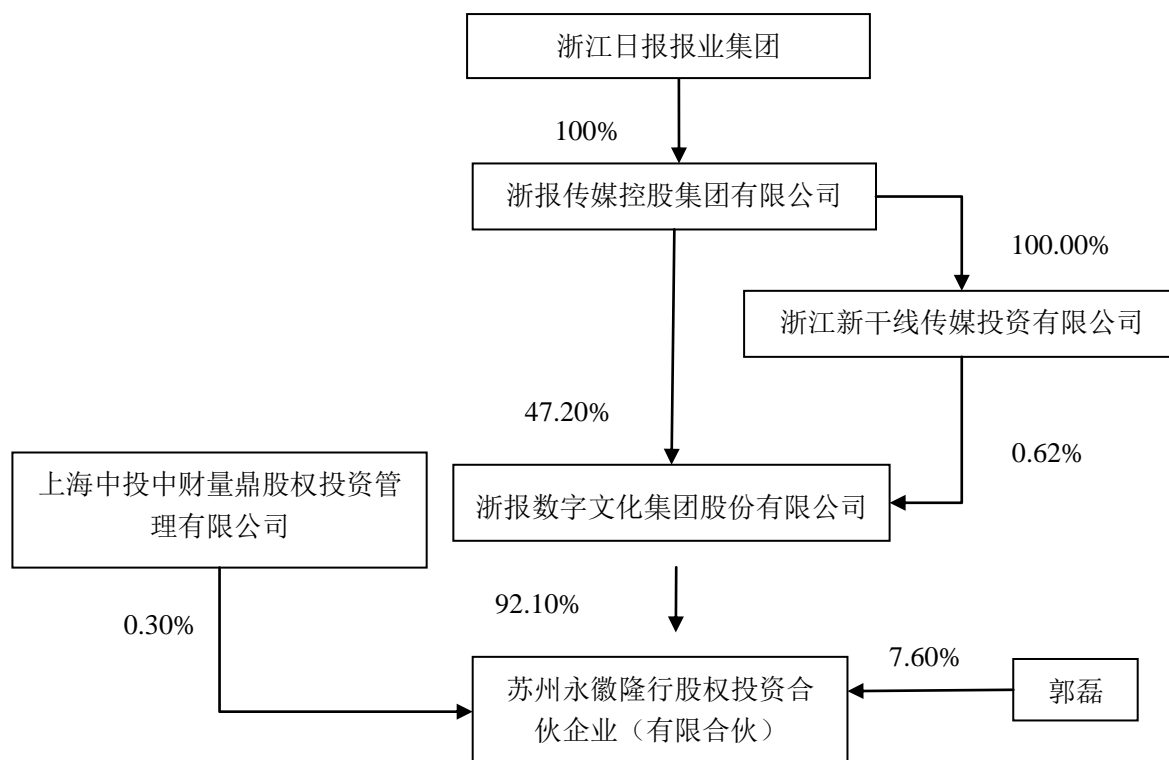 浙江日报报业集团
100%
浙报传媒控股集团有限公司
100.00%
浙江新干线传媒投资有限公司
47.20%
0.62%
上海中投中财量鼎股权投资管
理有限公司
浙报数字文化集团股份有限公司
92.10%
0.30%
7.60%
苏州永徽隆行股权投资合
伙企业（有限合伙）
郭磊